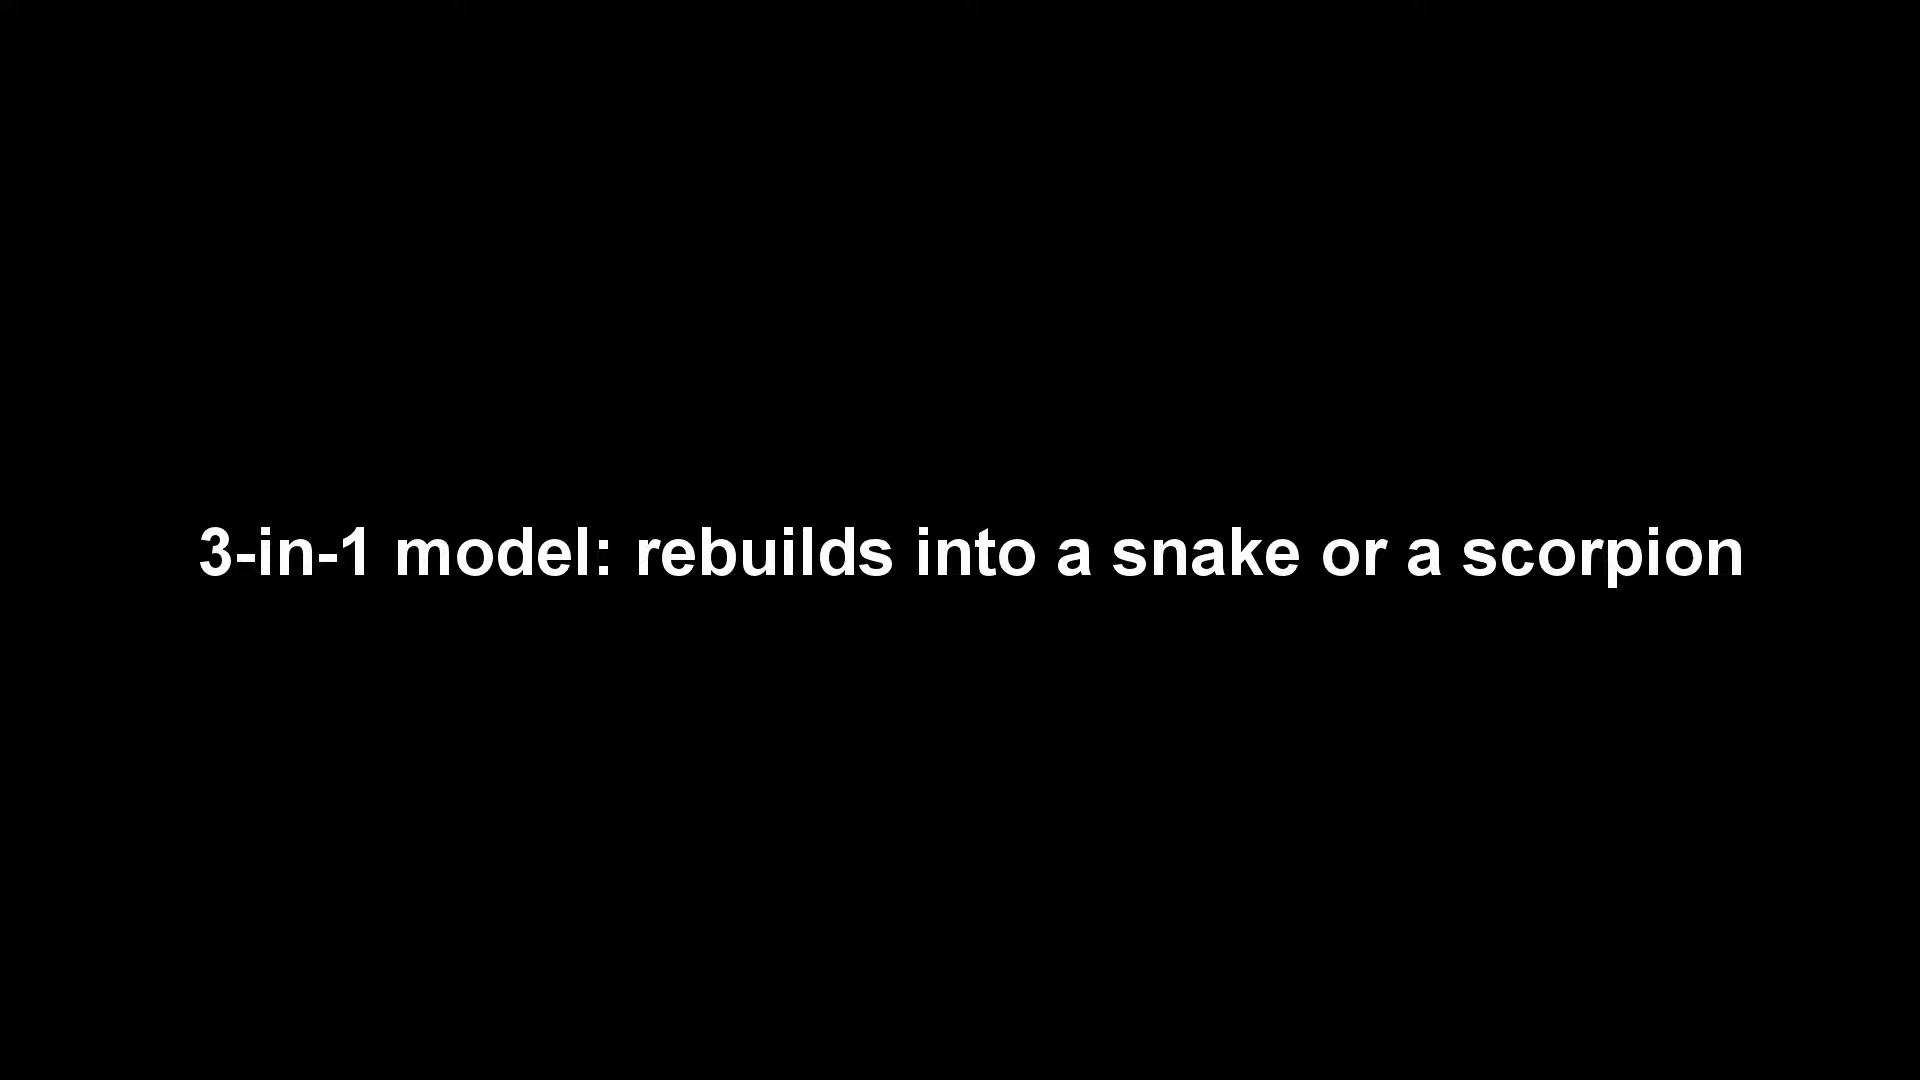 3-in-1 model: rebuilds into a snake or a scorpion